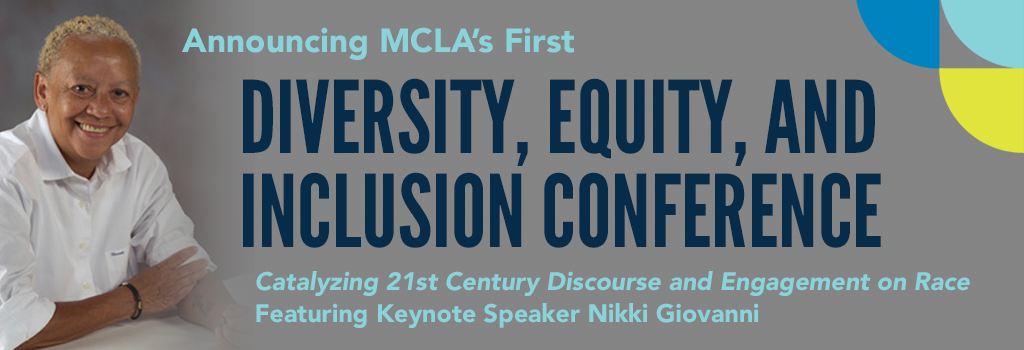 Announcing MCLA's First
DIVERSITY, EQUITY, AND
INCLUSION CONFERENCE
Catalyzing 21st Century Discourse and Engagement on Race
Featuring Keynote Speaker Nikki Giovanni